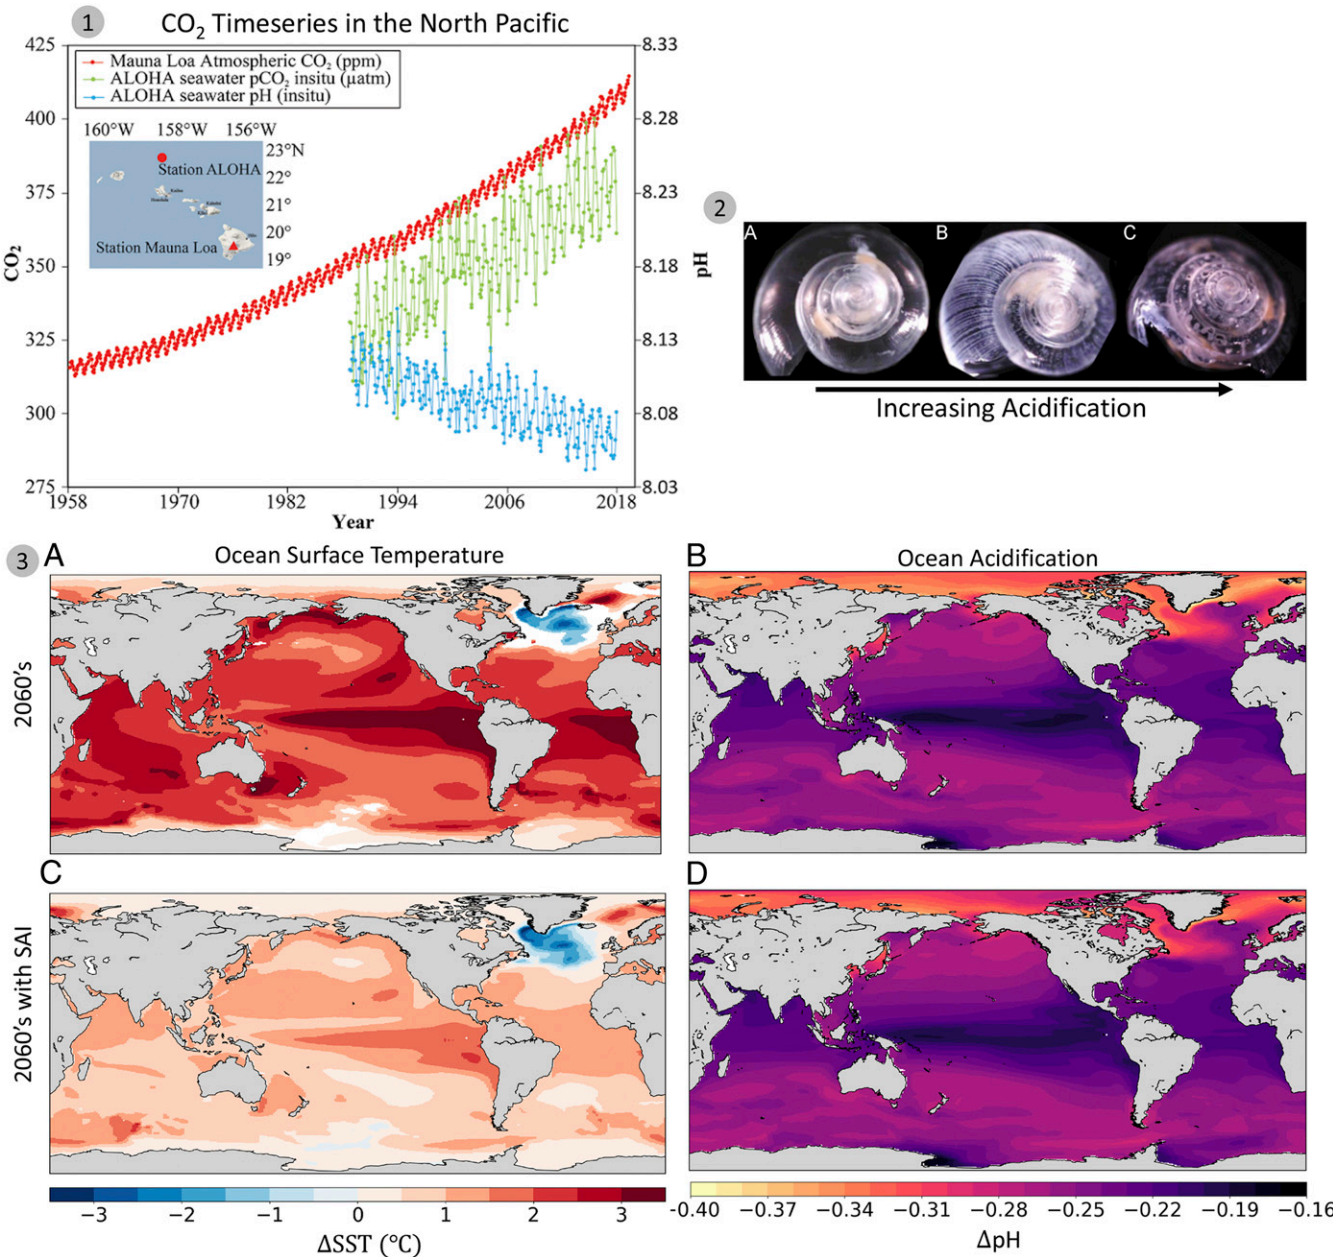 1
CO₂ Timeseries in the North Pacific
425
400
375
350
325
300
275
CO₂
8.33
8.28
8.23
8.18
8.13
8.08
8.03
pH
Mauna Loa Atmospheric CO₂ (ppm)
ALOHA seawater pCO₂ insitu (µatm)
ALOHA seawater pH (insitu)
160°W 158°W 156°W
23°N
22°
21°
20°
19°
Station ALOHA
Station Mauna Loa
1958 1970 1982 1994 2006 2018
Year
2
A B C
Increasing Acidification
3
A
Ocean Surface Temperature
B
Ocean Acidification
2060's
C
D
2060's with SAI
−3 −2 −1 0 1 2 3
ΔSST (°C)
−0.40 −0.37 −0.34 −0.31 −0.28 −0.25 −0.22 −0.19 −0.16
ΔpH